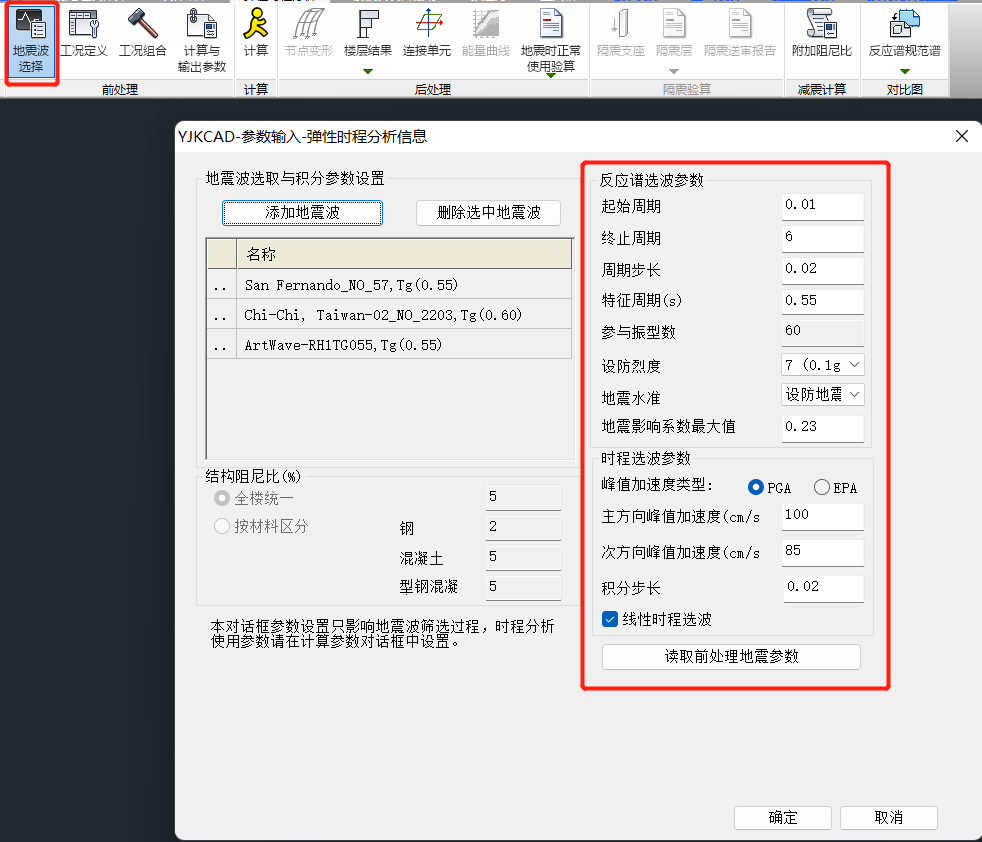 地震波 选择
工况定义
工况组合
计算与 输出参数
计算
节点变形
楼层结果
连接单元
能量曲线
地震时正常 使用验算
隔震支座
隔震层
隔震送审报告
附加阻尼比
反应谱规范谱
前处理
计算
后处理
隔震验算
减震计算
对比图
YJKCAD-参数输入-弹性时程分析信息
地震波选取与积分参数设置
添加地震波
删除选中地震波
名称
.. San Fernando_NO_57,Tg(0.55)
.. Chi-Chi, Taiwan-02_NO_2203,Tg(0.60)
.. ArtWave-RH1TG055,Tg(0.55)
结构阻尼比(%)
全楼统一 5
按材料区分
钢 2
混凝土 5
型钢混凝 5
本对话框参数设置只影响地震波筛选过程，时程分析
使用参数请在计算参数对话框中设置。
反应谱选波参数
起始周期 0.01
终止周期 6
周期步长 0.02
特征周期(s) 0.55
参与振型数 60
设防烈度 7 (0.1g
地震水准 设防地震
地震影响系数最大值 0.23
时程选波参数
峰值加速度类型: PGA EPA
主方向峰值加速度(cm/s 100
次方向峰值加速度(cm/s 85
积分步长 0.02
线性时程选波
读取前处理地震参数
确定
取消